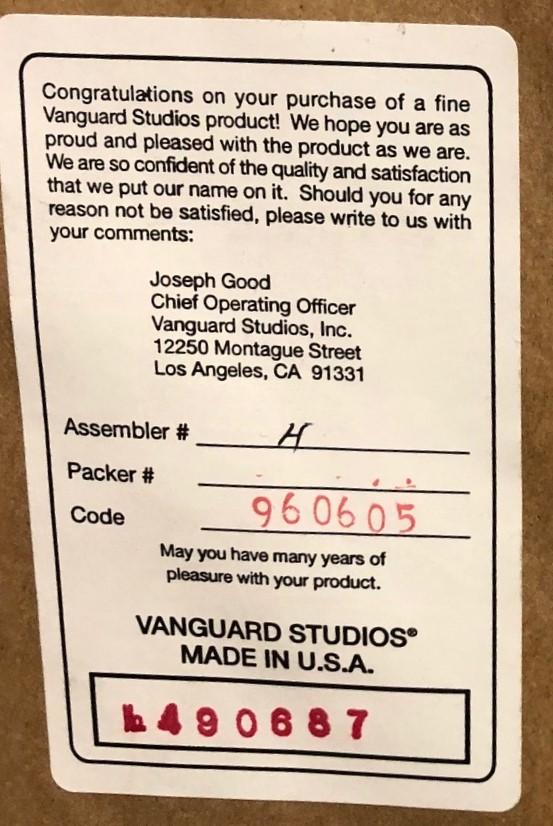 Congratulations on your purchase of a fine
Vanguard Studios product! We hope you are as
proud and pleased with the product as we are.
We are so confident of the quality and satisfaction
that we put our name on it. Should you for any
reason not be satisfied, please write to us with
your comments:
Joseph Good
Chief Operating Officer
Vanguard Studios, Inc.
12250 Montague Street
Los Angeles, CA 91331
Assembler # H
Packer #
Code 960605
May you have many years of
pleasure with your product.
VANGUARD STUDIOS®
MADE IN U.S.A.
L490687